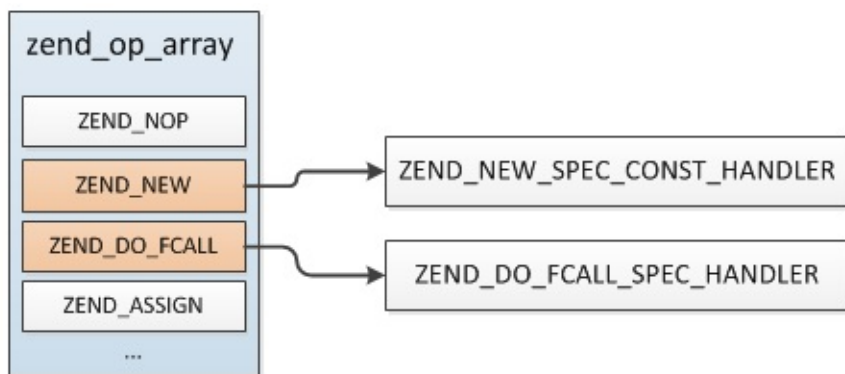 zend_op_array
ZEND_NOP
ZEND_NEW
ZEND_DO_FCALL
ZEND_ASSIGN
...
ZEND_NEW_SPEC_CONST_HANDLER
ZEND_DO_FCALL_SPEC_HANDLER